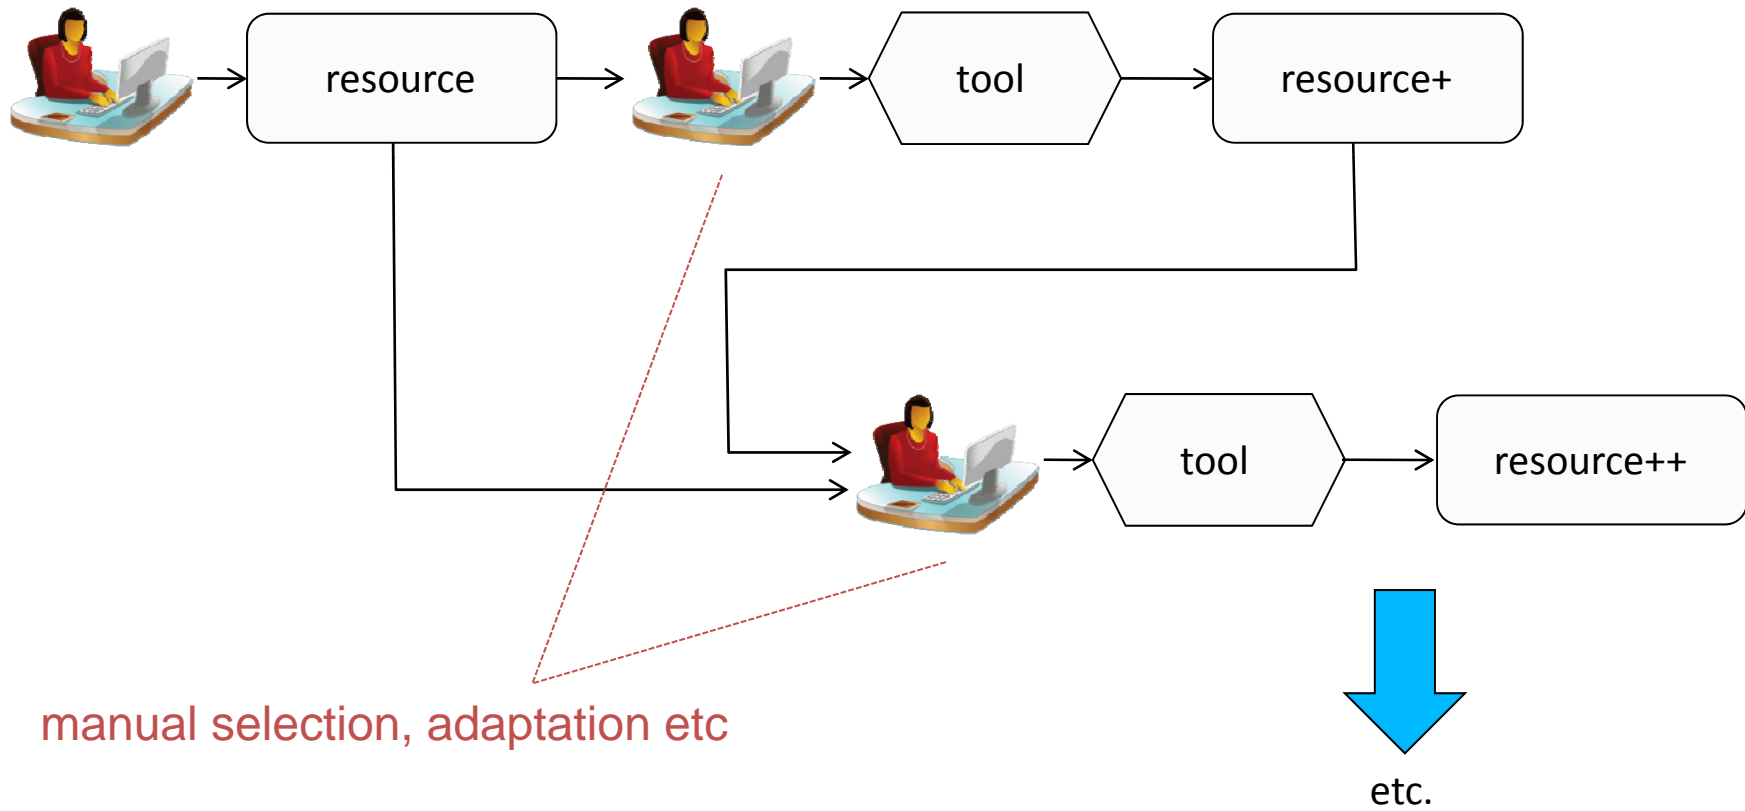 resource
tool
resource+
tool
resource++
manual selection, adaptation etc
etc.